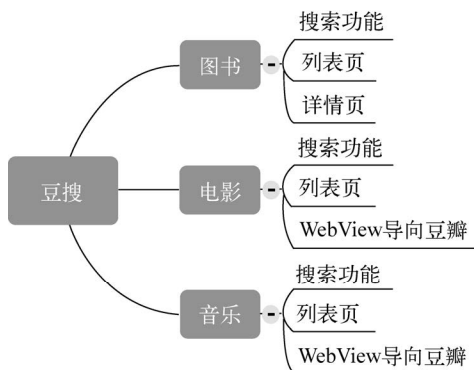 搜索功能
图书
列表页
详情页
搜索功能
豆搜
电影
列表页
WebView导向豆瓣
搜索功能
音乐
列表页
WebView导向豆瓣